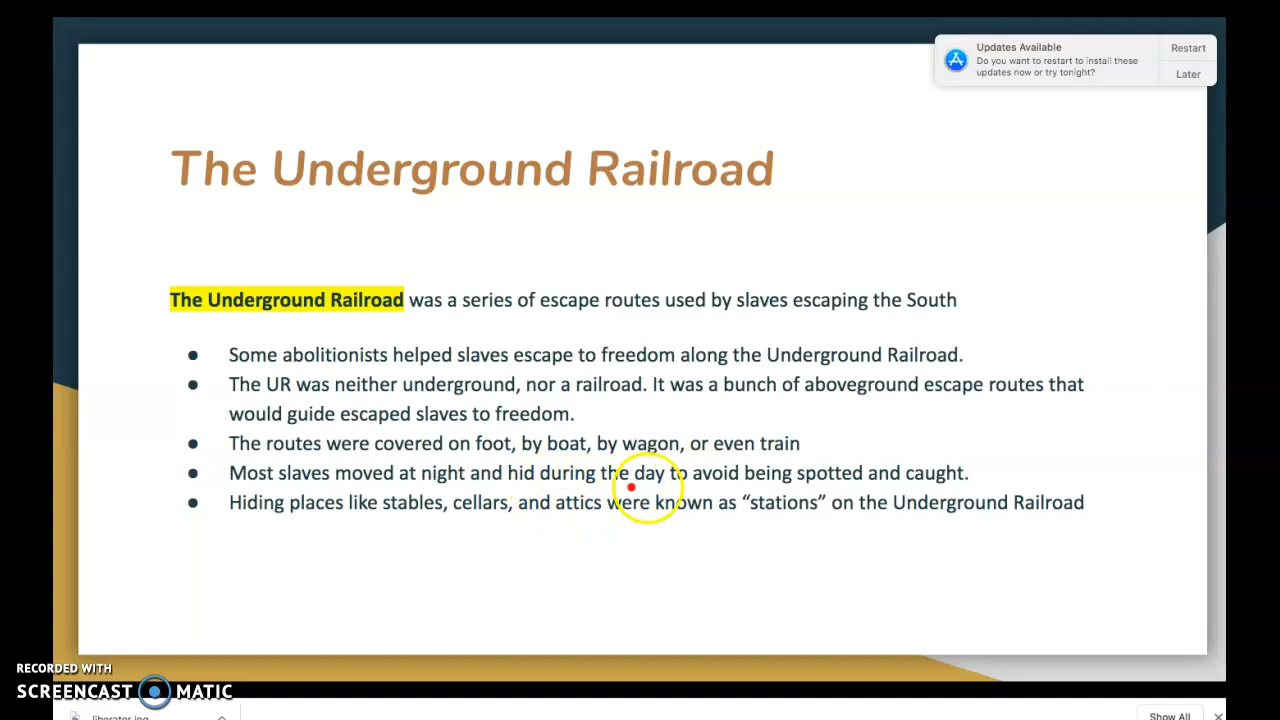 Updates Available
Do you want to restart to install these
updates now or try tonight?
Restart
Later
The Underground Railroad
The Underground Railroad was a series of escape routes used by slaves escaping the South
● Some abolitionists helped slaves escape to freedom along the Underground Railroad.
● The UR was neither underground, nor a railroad. It was a bunch of aboveground escape routes that
would guide escaped slaves to freedom.
● The routes were covered on foot, by boat, by wagon, or even train
● Most slaves moved at night and hid during the day to avoid being spotted and caught.
● Hiding places like stables, cellars, and attics were known as “stations” on the Underground Railroad
RECORDED WITH
SCREENCAST MATIC
liberator.jpg
Show All